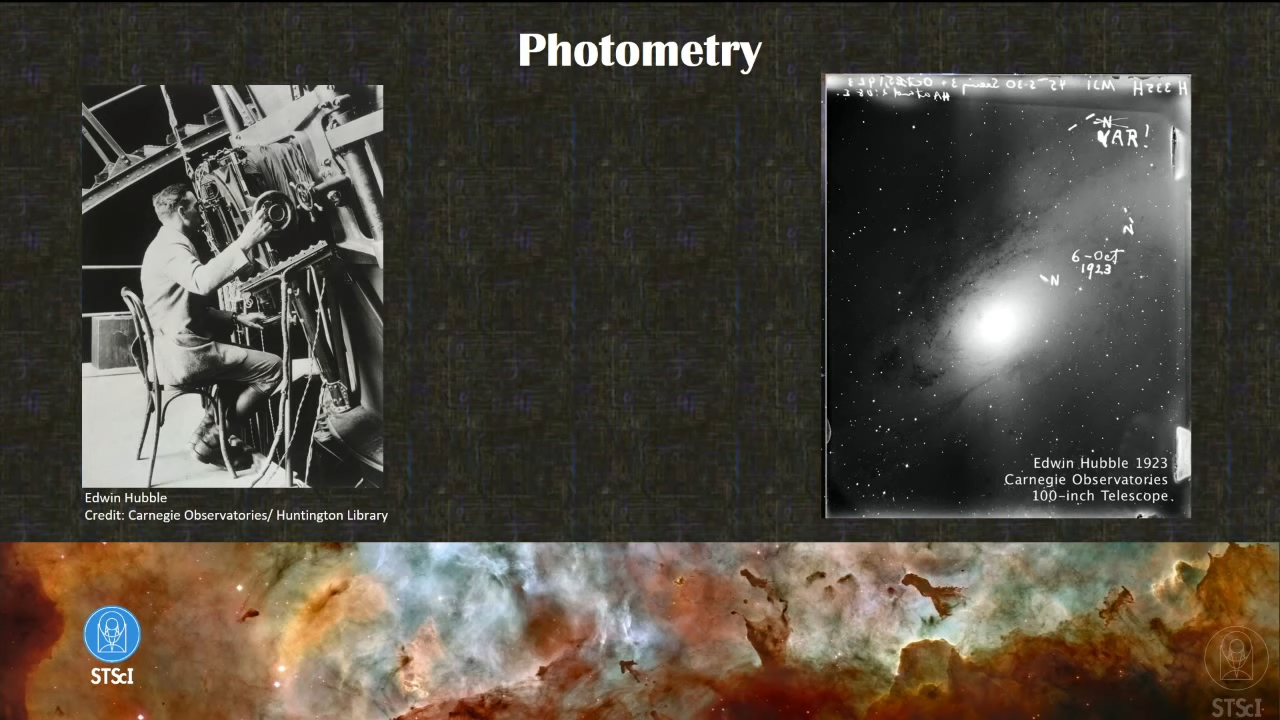 Photometry
H 335 H
N
VAR!
N
6-Oct
1923
N
Edwin Hubble 1923
Carnegie Observatories
100-inch Telescope.
Edwin Hubble
Credit: Carnegie Observatories/ Huntington Library
STScI
STScI